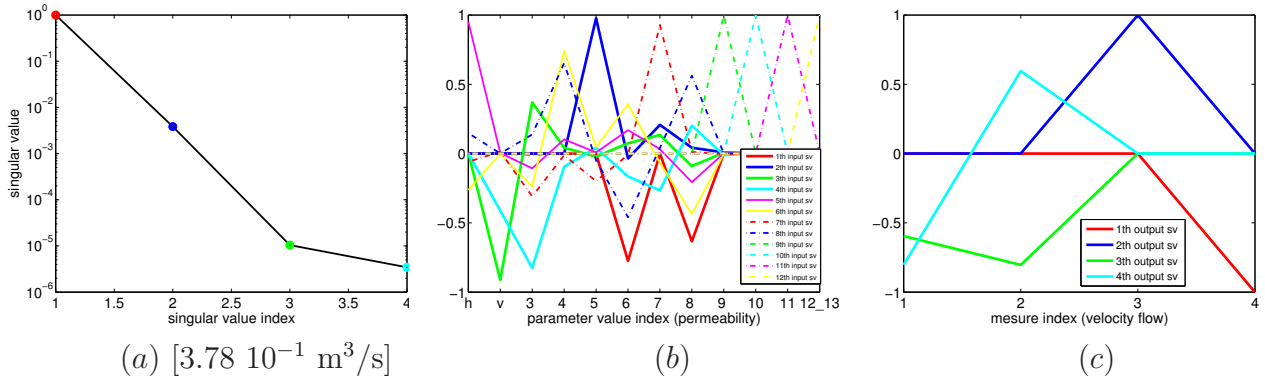 10^0
10^-1
10^-2
10^-3
10^-4
10^-5
10^-6
singular value
1 1.5 2 2.5 3 3.5 4
singular value index
(a) [3.78 10^-1 m^3/s]
1
0.5
0
−0.5
−1
h v 3 4 5 6 7 8 9 10 11 12_13
parameter value index (permeability)
1th input sv
2th input sv
3th input sv
4th input sv
5th input sv
6th input sv
7th input sv
8th input sv
9th input sv
10th input sv
11th input sv
12th input sv
(b)
1
0.5
0
−0.5
−1
1 2 3 4
mesure index (velocity flow)
1th output sv
2th output sv
3th output sv
4th output sv
(c)